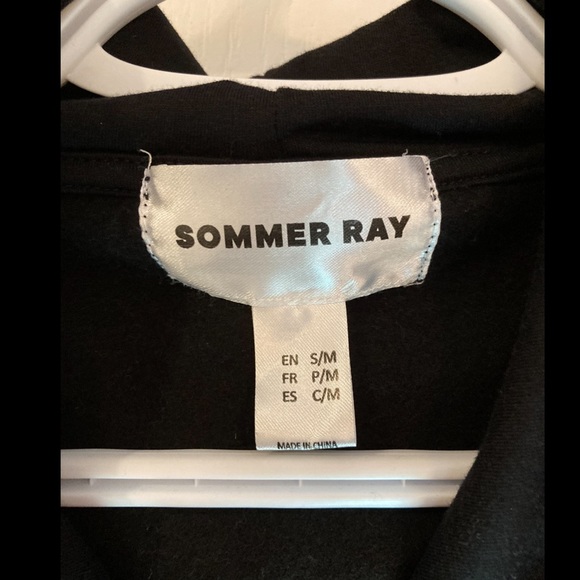 SOMMER RAY
EN S/M
FR P/M
ES C/M
MADE IN CHINA